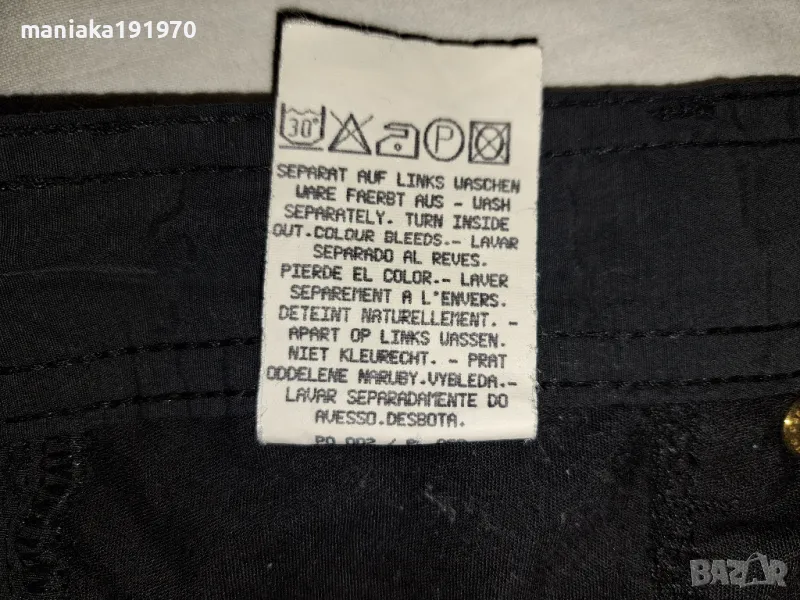 maniaka191970
30°
P
SEPARAT AUF LINKS WASCHEN
WARE FAERBT AUS - WASH
SEPARATELY. TURN INSIDE
OUT.COLOUR BLEEDS.- LAVAR
SEPARADO AL REVES.
PIERDE EL COLOR.- LAVER
SEPAREMENT A L'ENVERS.
DETEINT NATURELLEMENT. -
APART OP LINKS WASSEN.
NIET KLEURECHT. - PRAT
ODDELENE NARUBY.VYBLEDA.-
LAVAR SEPARADAMENTE DO
AVESSO.DESBOTA.
BAZAR